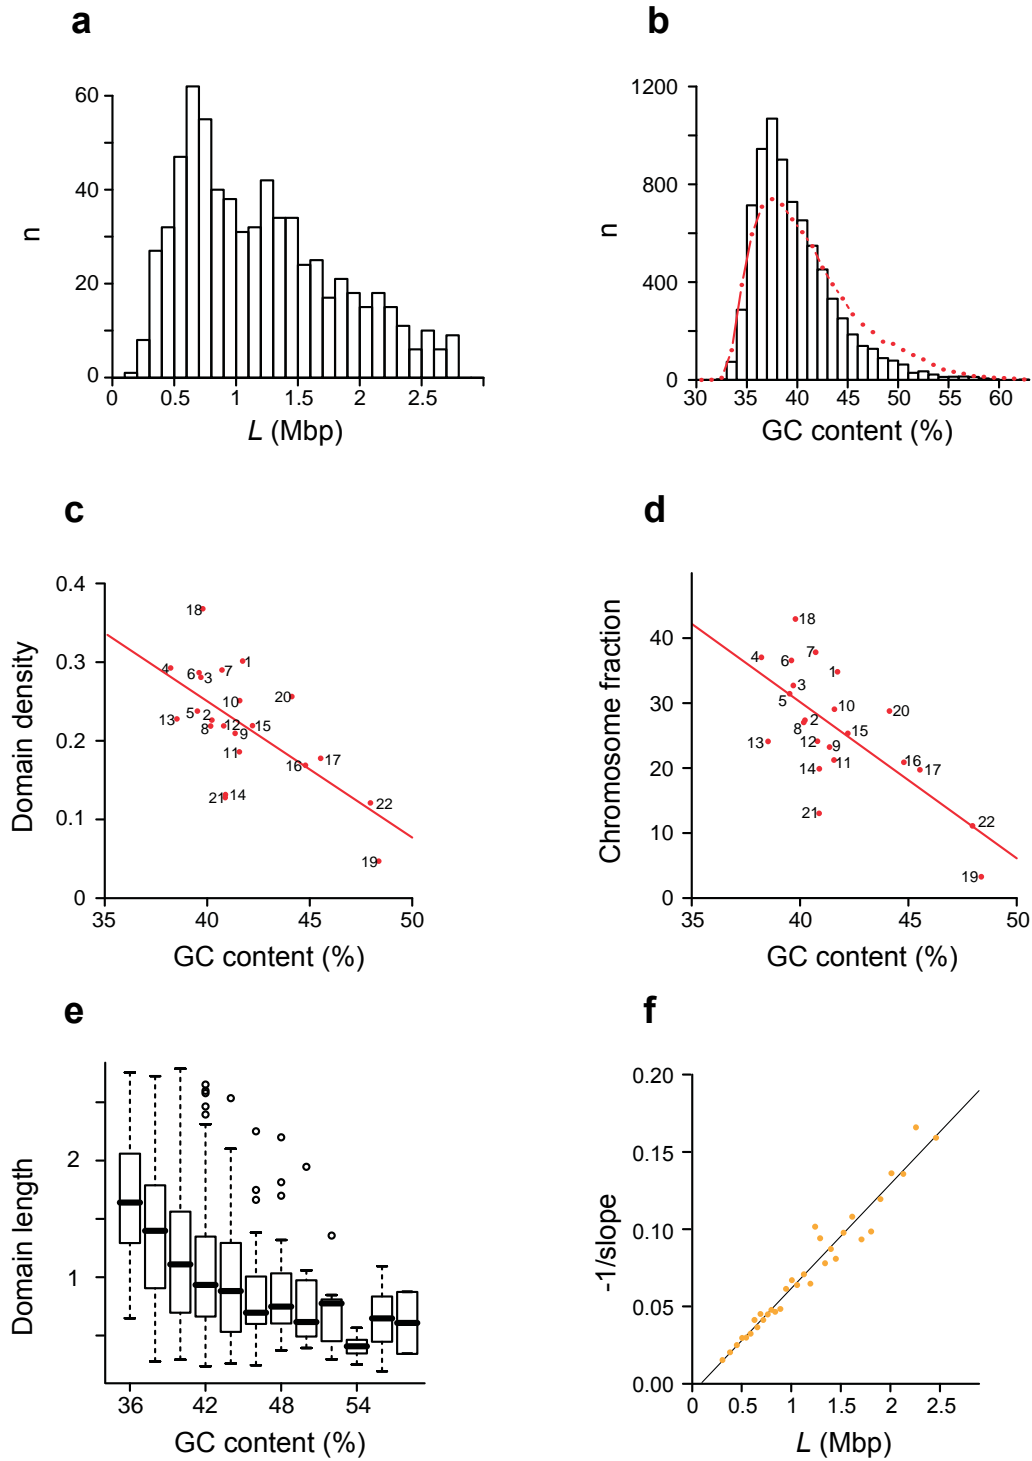 a
60
40
20
0
n
0 0.5 1 1.5 2 2.5
L (Mbp)
b
1200
800
400
0
n
30 35 40 45 50 55 60
GC content (%)
c
0.4
0.3
0.2
0.1
0
Domain density
18
4
6
3
7
1
5
2
10
20
13
8
12
9
15
11
16
17
21
14
22
19
35 40 45 50
GC content (%)
d
40
30
20
10
0
Chromosome fraction
18
4
6
7
1
3
5
10
20
2
8
15
13
12
9
11
14
16
17
21
22
19
35 40 45 50
GC content (%)
e
2
1
Domain length
36 42 48 54
GC content (%)
f
0.20
0.15
0.10
0.05
0.00
-1/slope
0 0.5 1 1.5 2 2.5
L (Mbp)